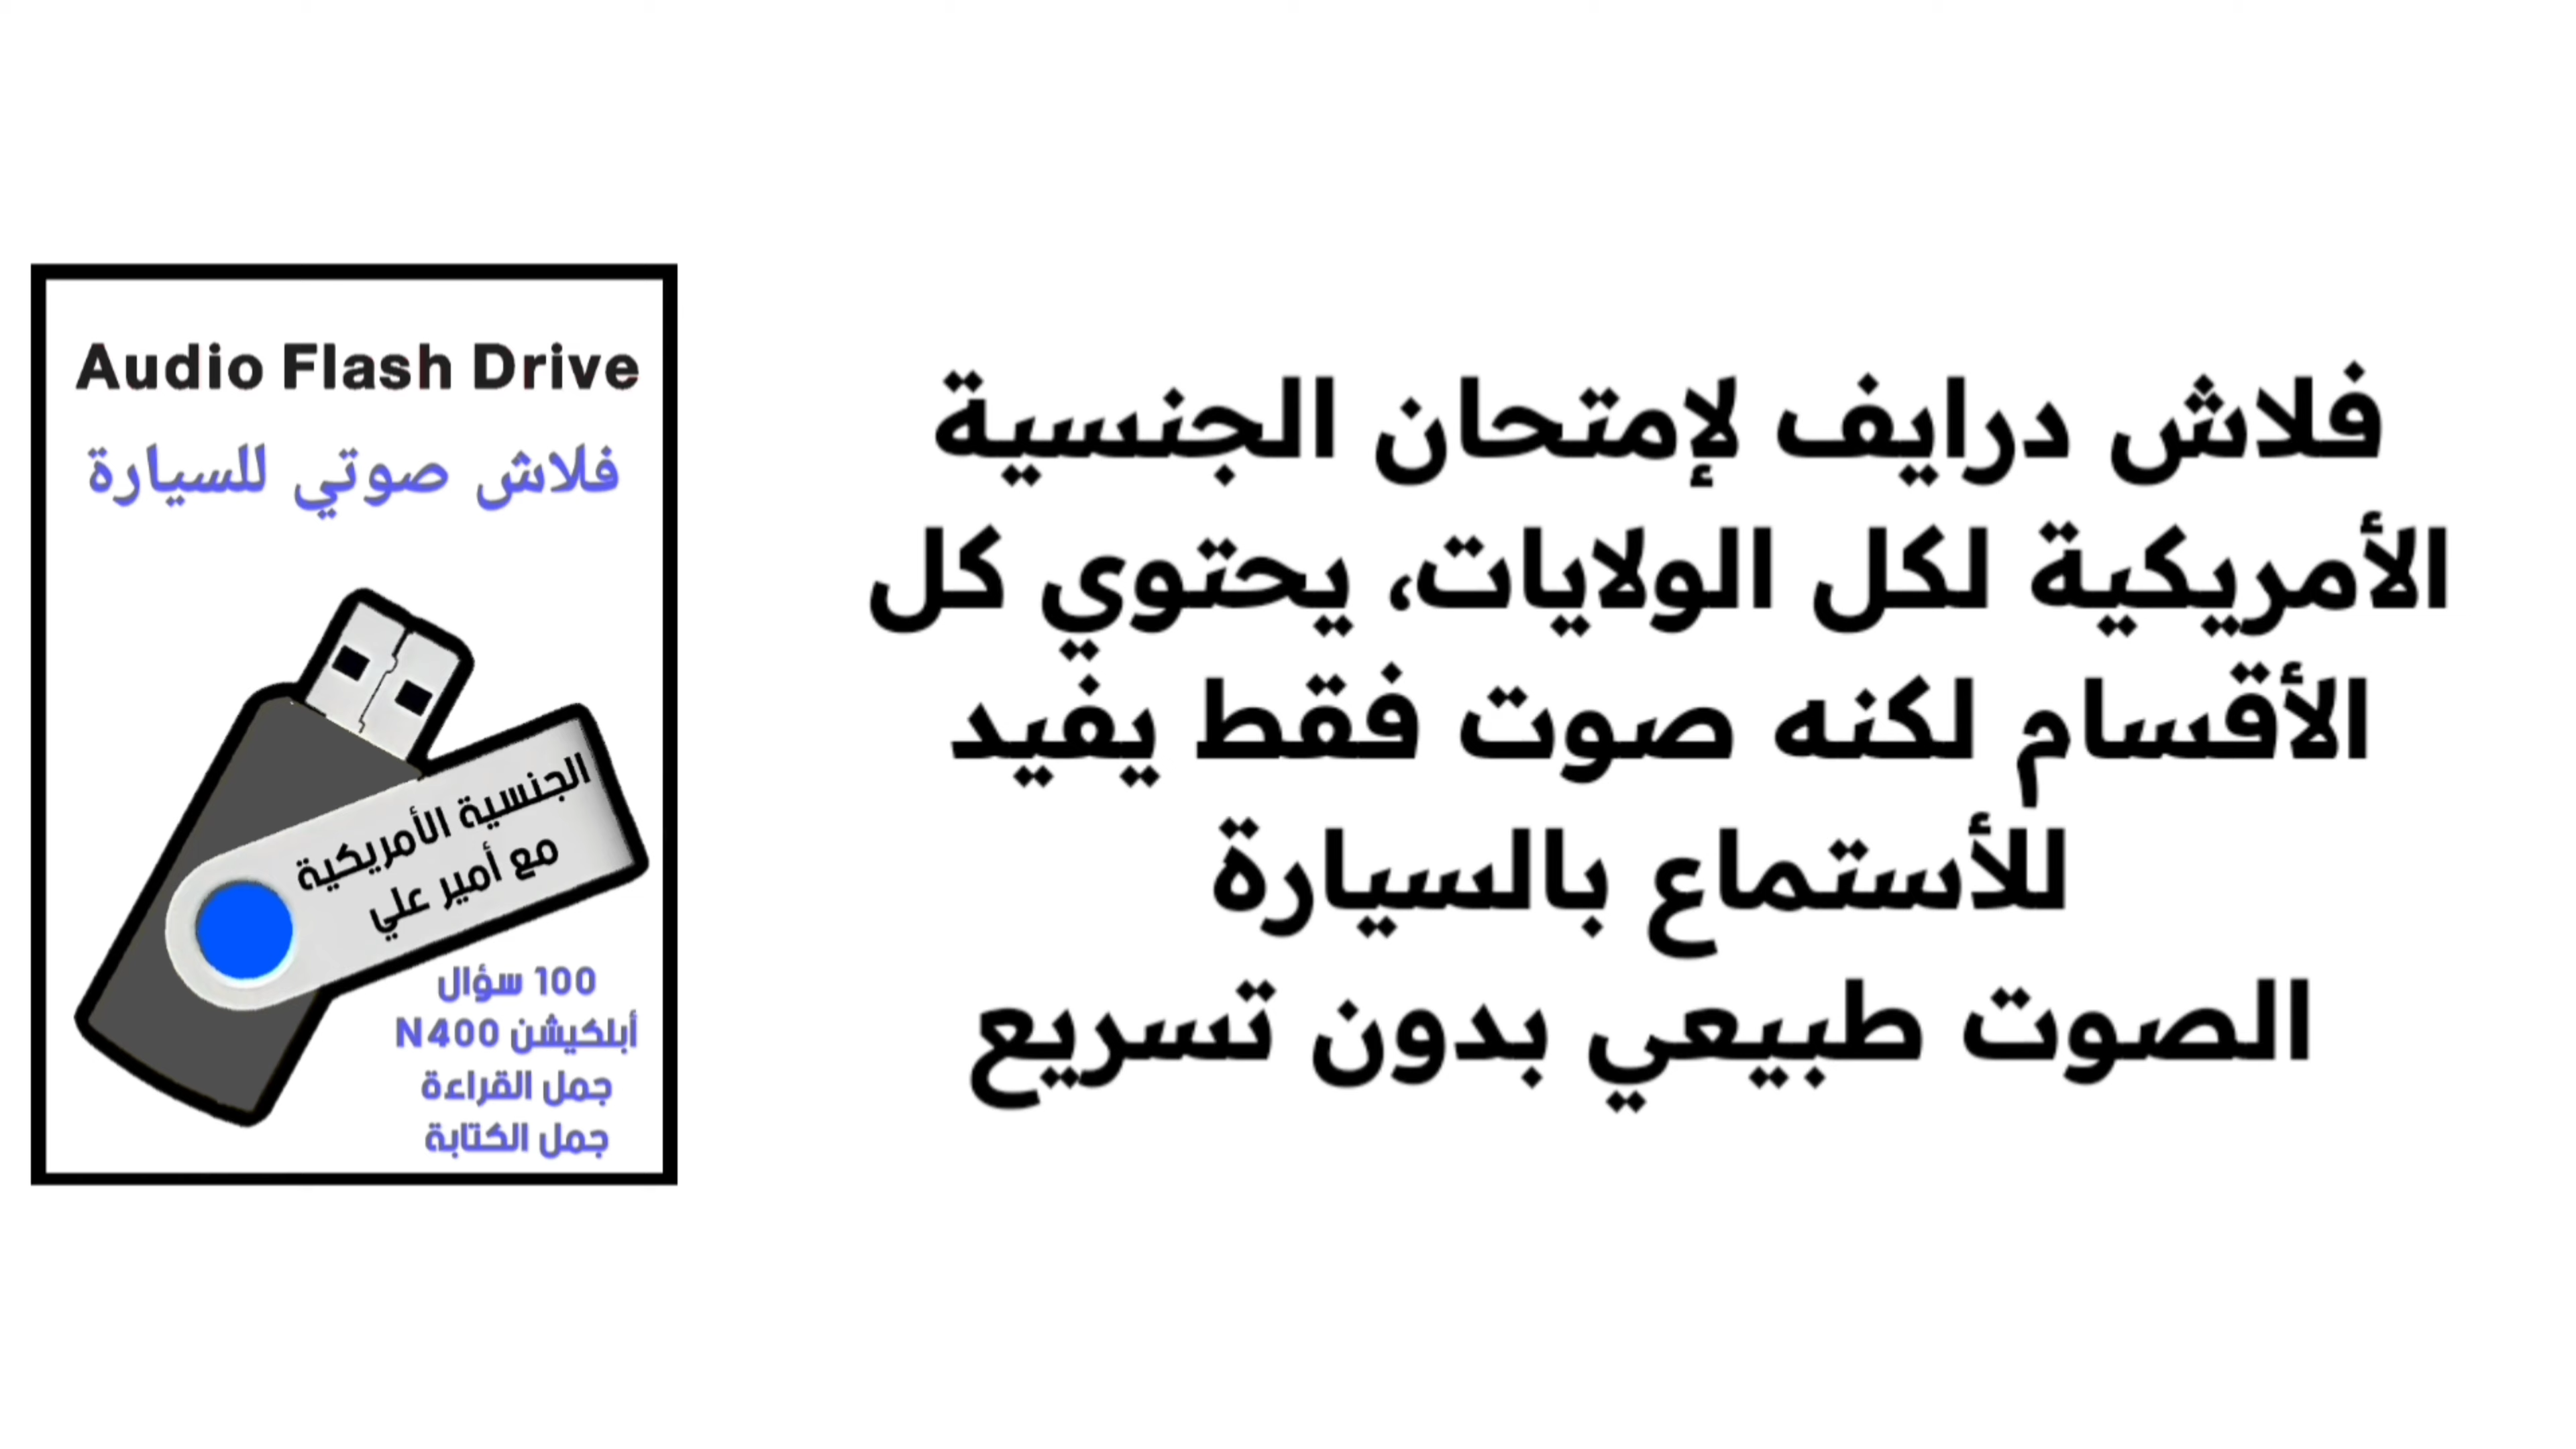 Audio Flash Drive
فلاش صوتي للسيارة
الجنسية الأمريكية
مع أمير علي
100 سؤال
أبلكيشن N400
جمل القراءة
جمل الكتابة
فلاش درايف لإمتحان الجنسية
الأمريكية لكل الولايات، يحتوي كل
الأقسام لكنه صوت فقط يفيد
للأستماع بالسيارة
الصوت طبيعي بدون تسريع